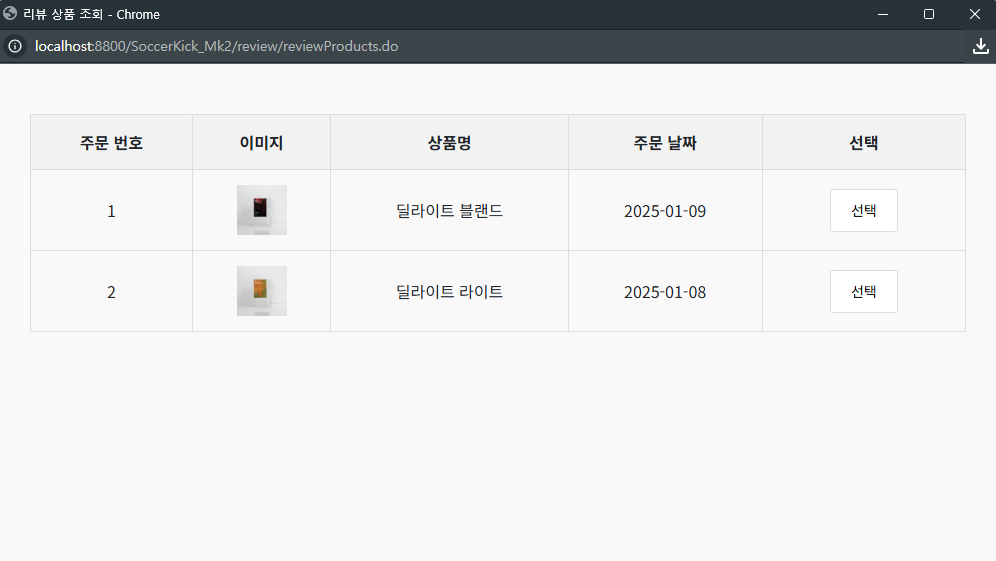 리뷰 상품 조회 - Chrome
localhost:8800/SoccerKick_Mk2/review/reviewProducts.do
주문 번호 이미지 상품명 주문 날짜 선택
1 딜라이트 블랜드 2025-01-09 선택
2 딜라이트 라이트 2025-01-08 선택